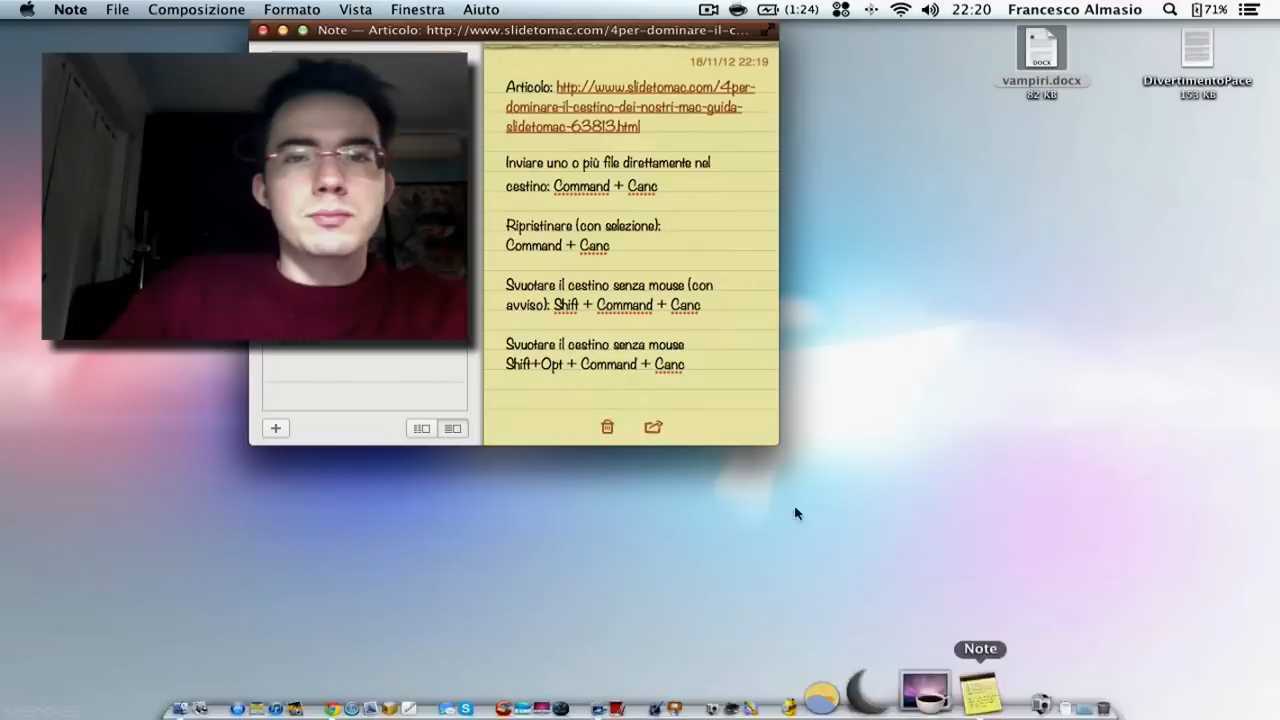 Note File Composizione Formato Vista Finestra Aiuto (1:24) 22:20 Francesco Almasio 71%
Note — Articolo: http://www.slidetomac.com/4per-dominare-il-c...
18/11/12 22:19
Articolo: http://www.slidetomac.com/4per-
dominare-il-cestino-dei-nostri-mac-guida-
slidetomac-63813.html
Inviare uno o più file direttamente nel
cestino: Command + Canc
Ripristinare (con selezione):
Command + Canc
Svuotare il cestino senza mouse (con
avviso): Shift + Command + Canc
Svuotare il cestino senza mouse
Shift+Opt + Command + Canc
DOCX
vampiri.docx
82 KB
DivertimentoPace
153 KB
Note